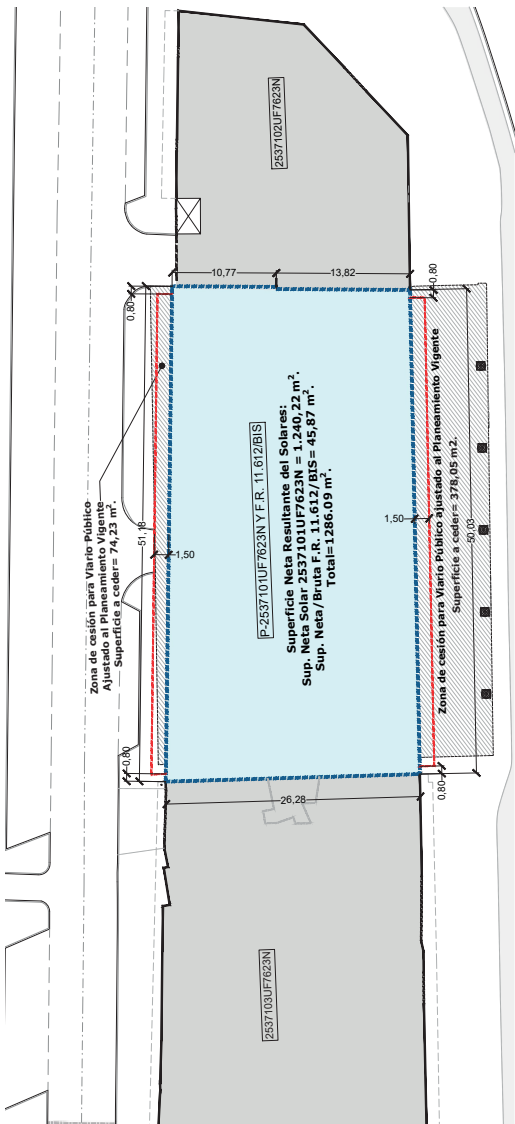 2537102UF7623N
10,77
13,82
0,80
0,80
Zona de cesión para Viario Público
Ajustado al Planeamiento Vigente
Superficie a ceder= 74,23 m².
51,18
1,50
P-2537101UF7623N Y F.R. 11.612/BIS
Superficie Neta Resultante del Solares:
Sup. Neta Solar 2537101UF7623N = 1.240,22 m².
Sup. Neta/Bruta F.R. 11.612/BIS= 45,87 m².
Total=1286.09 m².
1,50
Zona de cesión para Viario Público ajustado al Planeamiento Vigente
Superficie a ceder= 378,05 m2.
50,03
0,80
0,80
26,28
2537103UF7623N